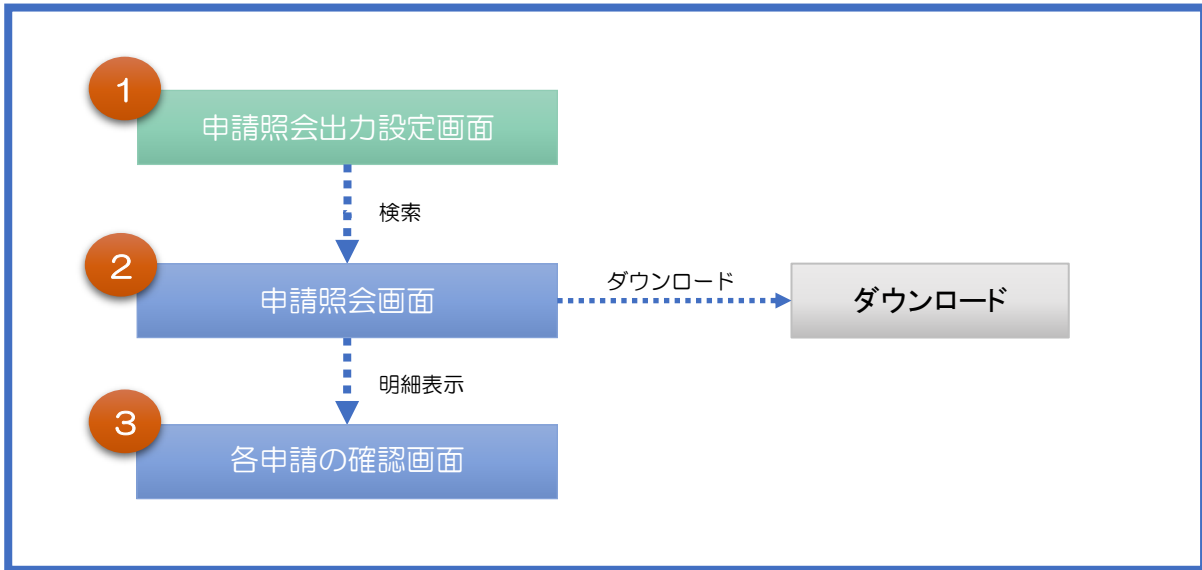 1
申請照会出力設定画面
検索
2
申請照会画面
ダウンロード
ダウンロード
明細表示
3
各申請の確認画面